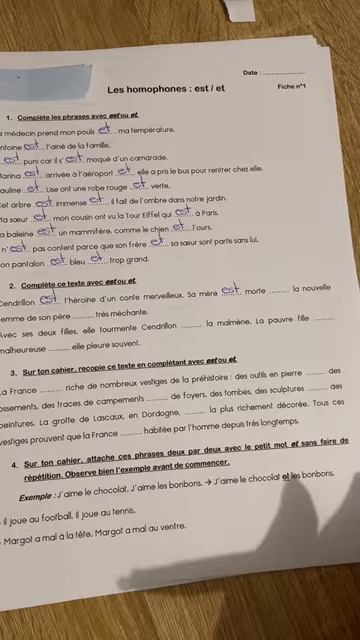 Date : ..................
Les homophones : est / et
Fiche n°1
1. Complète les phrases avec est ou et.
e médecin prend mon pouls et ma température.
ntoine est l'aîné de la famille.
est puni car il s' est moqué d'un camarade.
arina est arrivée à l'aéroport et elle a pris le bus pour rentrer chez elle.
auline et Lise ont une robe rouge et verte.
et arbre est immense et il fait de l'ombre dans notre jardin.
Ma sœur et mon cousin ont vu la Tour Eiffel qui est à Paris.
a baleine est un mammifère, comme le chien et l'ours.
n' est pas content parce que son frère et sa sœur sont partis sans lui.
on pantalon est bleu et trop grand.
2. Complète ce texte avec est ou et.
Cendrillon est l'héroïne d'un conte merveilleux. Sa mère est morte ......... la nouvelle
emme de son père ......... très méchante.
Avec ses deux filles, elle tourmente Cendrillon ......... la malmène. La pauvre fille .........
malheureuse ......... elle pleure souvent.
3. Sur ton cahier, recopie ce texte en complétant avec est ou et.
La France ......... riche de nombreux vestiges de la préhistoire : des outils en pierre ......... des
ossements, des traces de campements ......... de foyers, des tombes, des sculptures ......... des
peintures. La grotte de Lascaux, en Dordogne, ......... la plus richement décorée. Tous ces
vestiges prouvent que la France ......... habitée par l'homme depuis très longtemps.
4. Sur ton cahier, attache ces phrases deux par deux avec le petit mot et sans faire de
répétition. Observe bien l'exemple avant de commencer.
Exemple : J'aime le chocolat. J'aime les bonbons. → J'aime le chocolat et les bonbons.
Il joue au football. Il joue au tennis.
Margot a mal à la tête. Margot a mal au ventre.